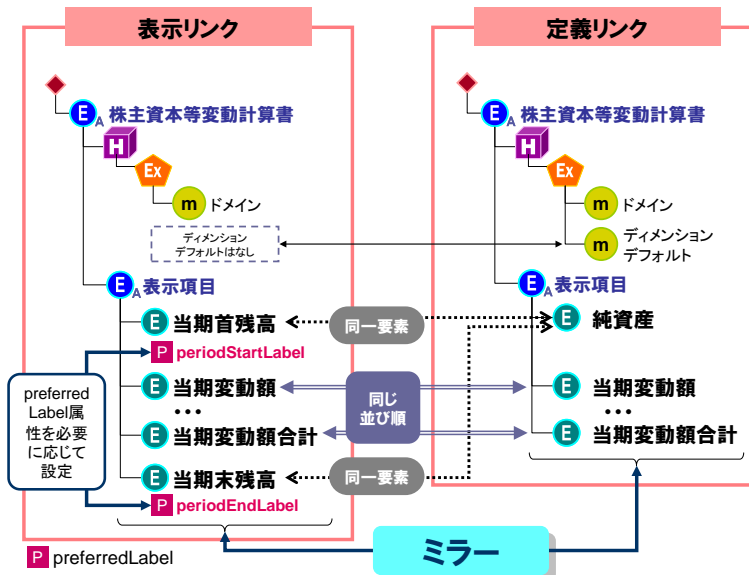 表示リンク
E A 株主資本等変動計算書
H
Ex
m ドメイン
ディメンション
デフォルトはなし
E A 表示項目
E 当期首残高
P periodStartLabel
E 当期変動額
…
E 当期変動額合計
E 当期末残高
P periodEndLabel
preferred
Label属
性を必要
に応じて
設定
P preferredLabel
同一要素
同じ
並び順
同一要素
ミラー
定義リンク
E A 株主資本等変動計算書
H
Ex
m ドメイン
m ディメンション
デフォルト
E A 表示項目
E 純資産
E 当期変動額
…
E 当期変動額合計